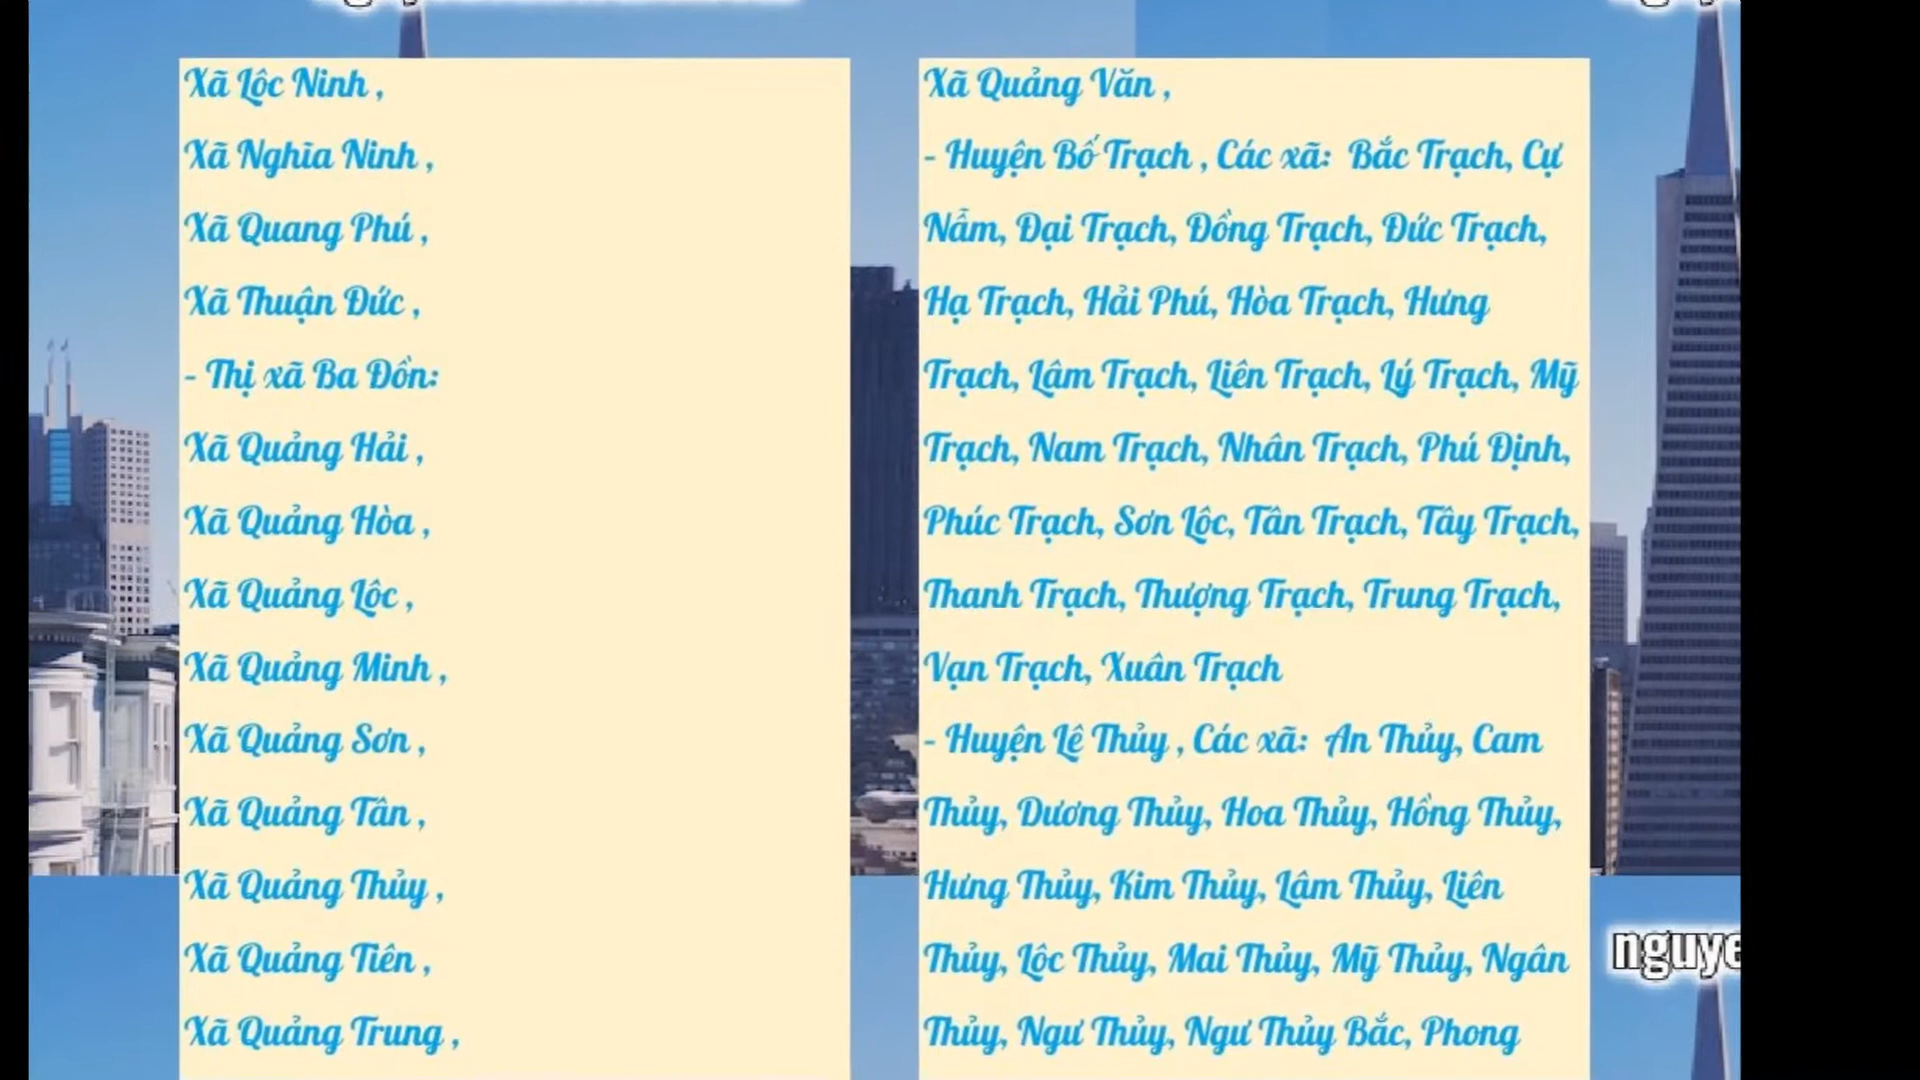 Xã Lộc Ninh ,
Xã Nghĩa Ninh ,
Xã Quang Phú ,
Xã Thuận Đức ,
- Thị xã Ba Đồn:
Xã Quảng Hải ,
Xã Quảng Hòa ,
Xã Quảng Lộc ,
Xã Quảng Minh ,
Xã Quảng Sơn ,
Xã Quảng Tân ,
Xã Quảng Thủy ,
Xã Quảng Tiên ,
Xã Quảng Trung ,
Xã Quảng Văn ,
- Huyện Bố Trạch , Các xã: Bắc Trạch, Cự
Nẫm, Đại Trạch, Đồng Trạch, Đức Trạch,
Hạ Trạch, Hải Phú, Hòa Trạch, Hưng
Trạch, Lâm Trạch, Liên Trạch, Lý Trạch, Mỹ
Trạch, Nam Trạch, Nhân Trạch, Phú Định,
Phúc Trạch, Sơn Lộc, Tân Trạch, Tây Trạch,
Thanh Trạch, Thượng Trạch, Trung Trạch,
Vạn Trạch, Xuân Trạch
- Huyện Lệ Thủy , Các xã: An Thủy, Cam
Thủy, Dương Thủy, Hoa Thủy, Hồng Thủy,
Hưng Thủy, Kim Thủy, Lâm Thủy, Liên
Thủy, Lộc Thủy, Mai Thủy, Mỹ Thủy, Ngân
Thủy, Ngư Thủy, Ngư Thủy Bắc, Phong
nguye